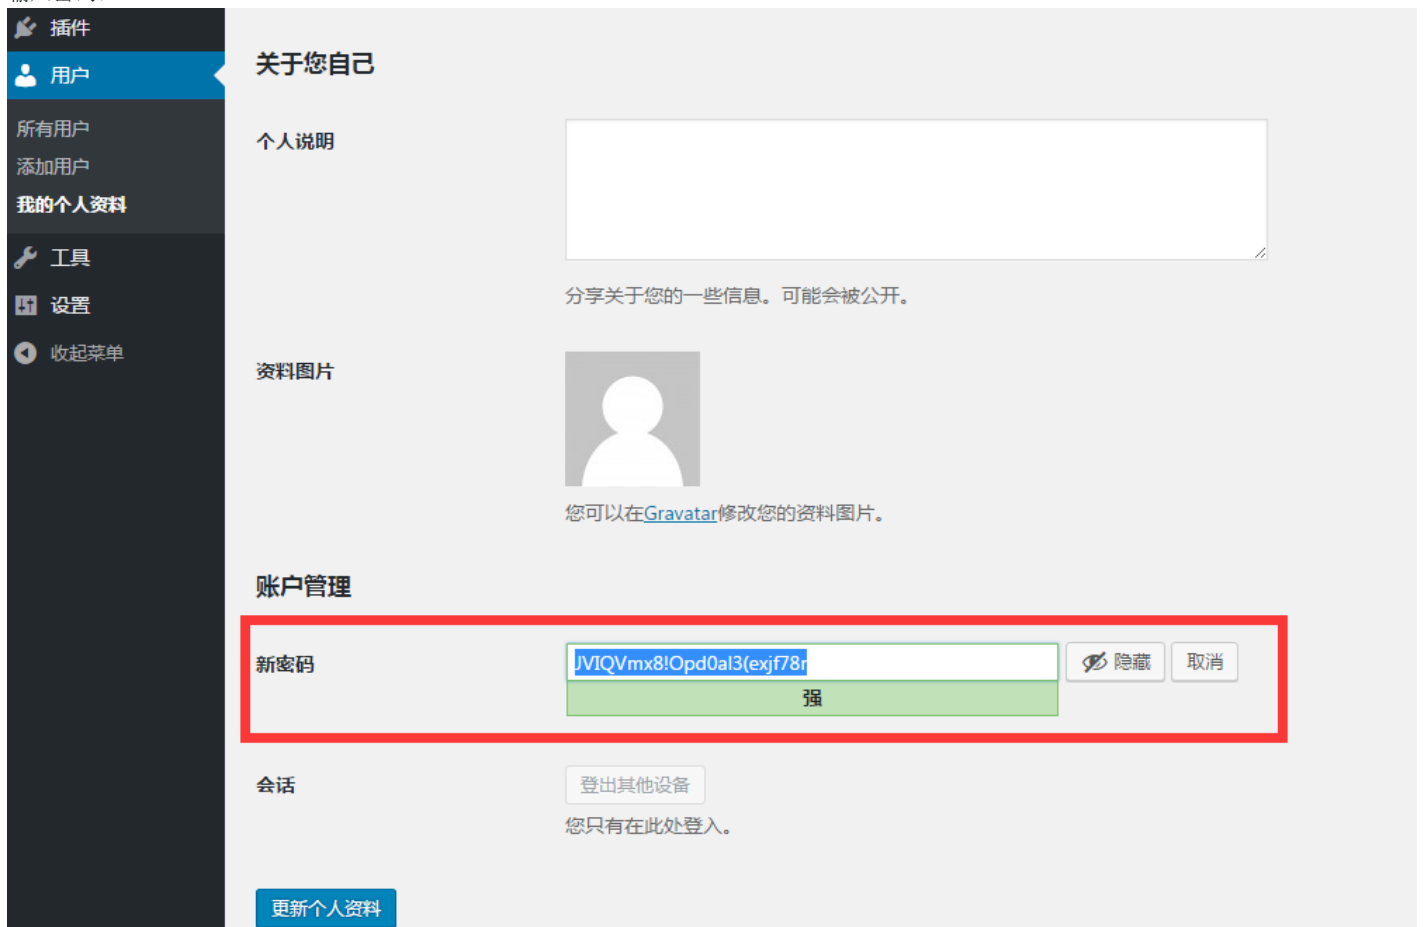 插件
用户
所有用户
添加用户
我的个人资料
工具
设置
收起菜单
关于您自己
个人说明
分享关于您的一些信息。可能会被公开。
资料图片
您可以在Gravatar修改您的资料图片。
账户管理
新密码
JVIQVmx8!Opd0al3(exjf78r
隐藏
取消
强
会话
登出其他设备
您只有在此处登入。
更新个人资料